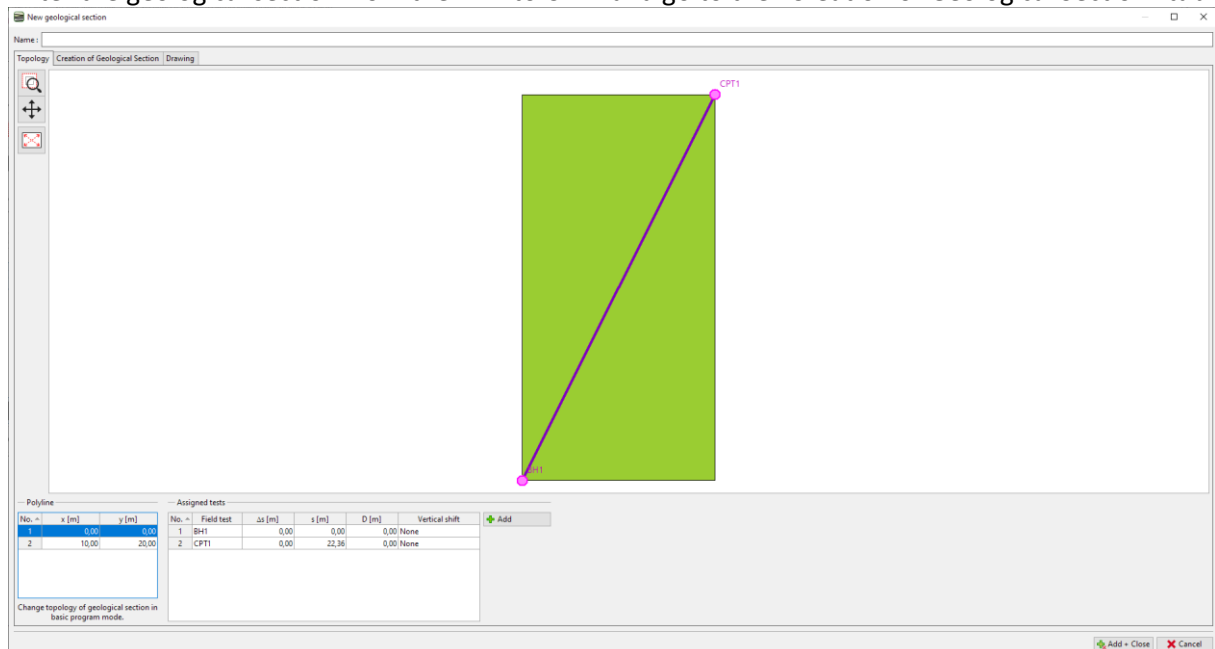 New geological section
Name :
Topology Creation of Geological Section Drawing
CPT1
BH1
Polyline
No. x [m] y [m]
1 0,00 0,00
2 10,00 20,00
Change topology of geological section in
basic program mode.
Assigned tests
No. Field test Δs [m] s [m] D [m] Vertical shift
1 BH1 0,00 0,00 0,00 None
2 CPT1 0,00 22,36 0,00 None
Add
Add + Close Cancel